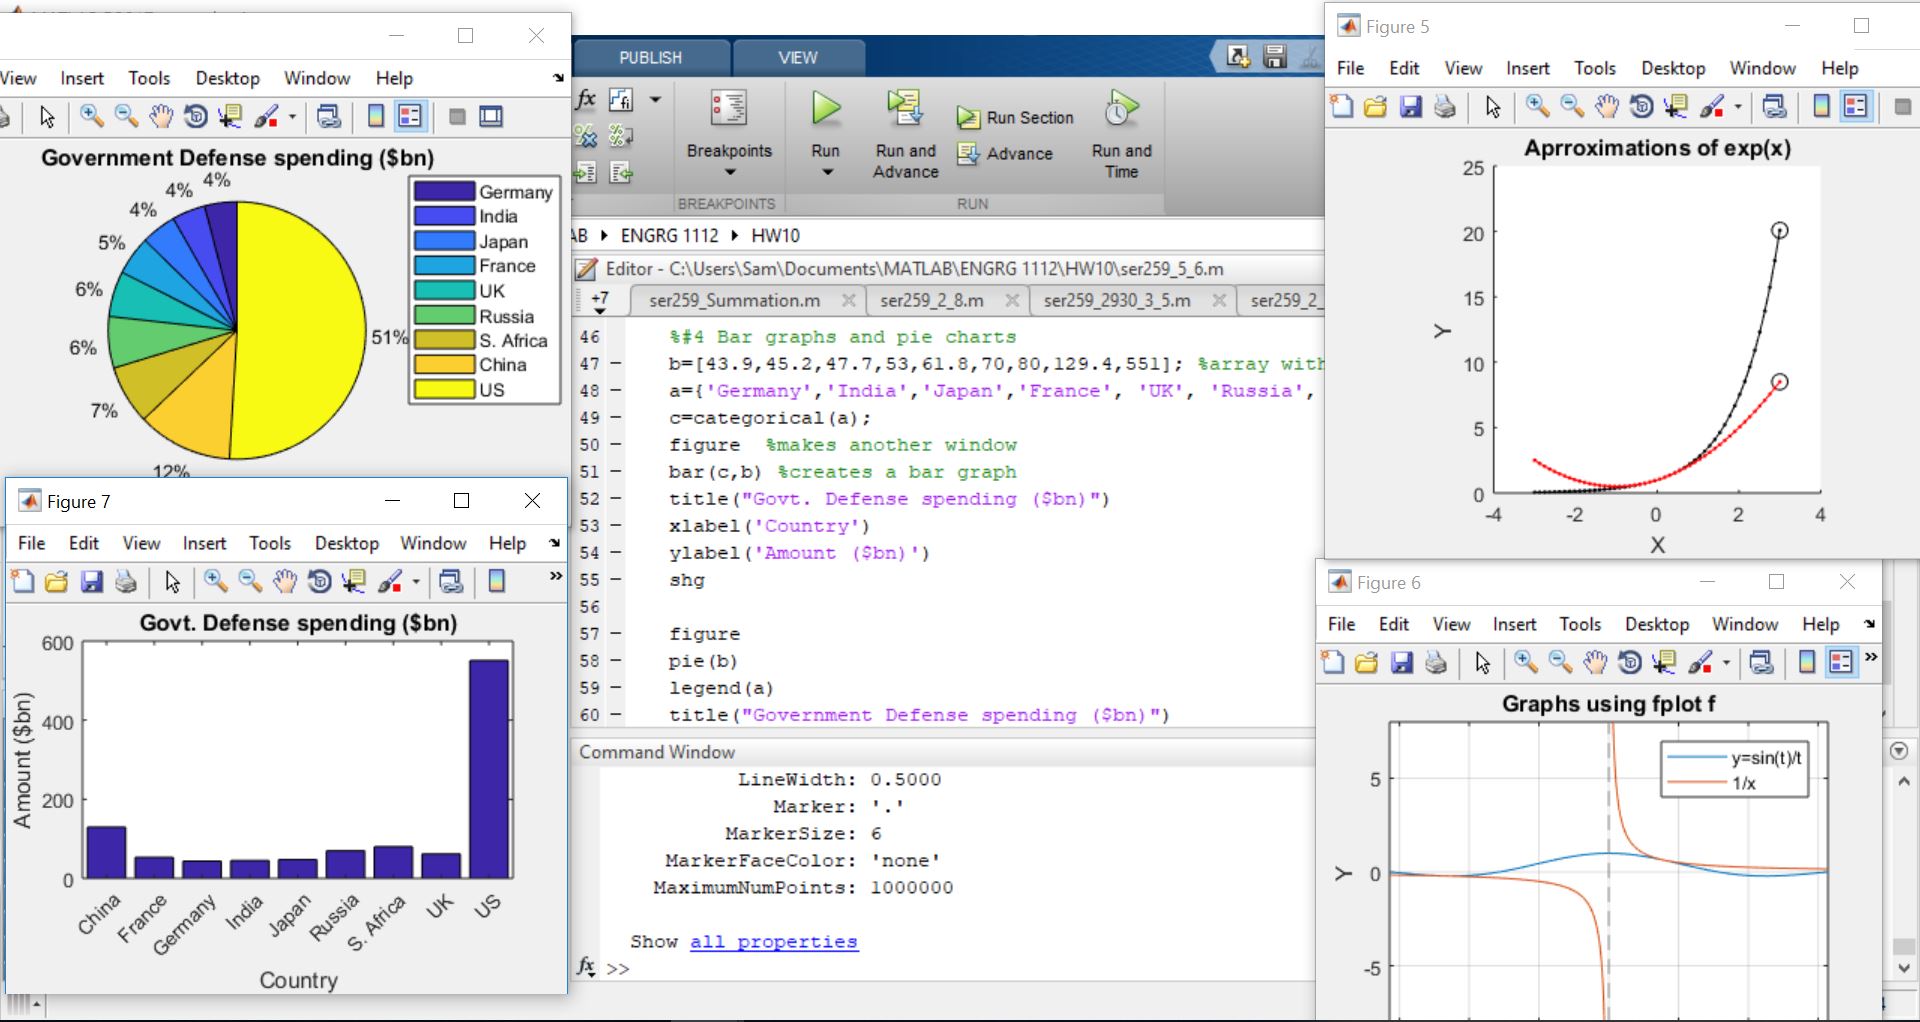 View Insert Tools Desktop Window Help
Government Defense spending ($bn)
4%
4%
4%
5%
6%
6%
7%
12%
51%
Germany
India
Japan
France
UK
Russia
S. Africa
China
US
Figure 7
File Edit View Insert Tools Desktop Window Help
Govt. Defense spending ($bn)
600
400
200
0
Amount ($bn)
China France Germany India Japan Russia S. Africa UK US
Country
PUBLISH VIEW
fx
fi
Breakpoints
Run
Run and Advance
Run Section
Advance
Run and Time
BREAKPOINTS
RUN
AB ENGRG 1112 HW10
Editor - C:\Users\Sam\Documents\MATLAB\ENGRG 1112\HW10\ser259_5_6.m
+7 ser259_Summation.m ser259_2_8.m ser259_2930_3_5.m ser259_2_
46 %#4 Bar graphs and pie charts
47 – b=[43.9,45.2,47.7,53,61.8,70,80,129.4,551]; %array with
48 – a={'Germany','India','Japan','France', 'UK', 'Russia',
49 – c=categorical(a);
50 – figure %makes another window
51 – bar(c,b) %creates a bar graph
52 – title("Govt. Defense spending ($bn)")
53 – xlabel('Country')
54 – ylabel('Amount ($bn)')
55 – shg
56
57 – figure
58 – pie(b)
59 – legend(a)
60 – title("Government Defense spending ($bn)")
Command Window
LineWidth: 0.5000
Marker: '.'
MarkerSize: 6
MarkerFaceColor: 'none'
MaximumNumPoints: 1000000
Show all properties
fx >>
Figure 5
File Edit View Insert Tools Desktop Window Help
Aprroximations of exp(x)
25
20
15
10
5
0
Y
-4 -2 0 2 4
X
Figure 6
File Edit View Insert Tools Desktop Window Help
Graphs using fplot f
y=sin(t)/t
1/x
5
0
-5
Y